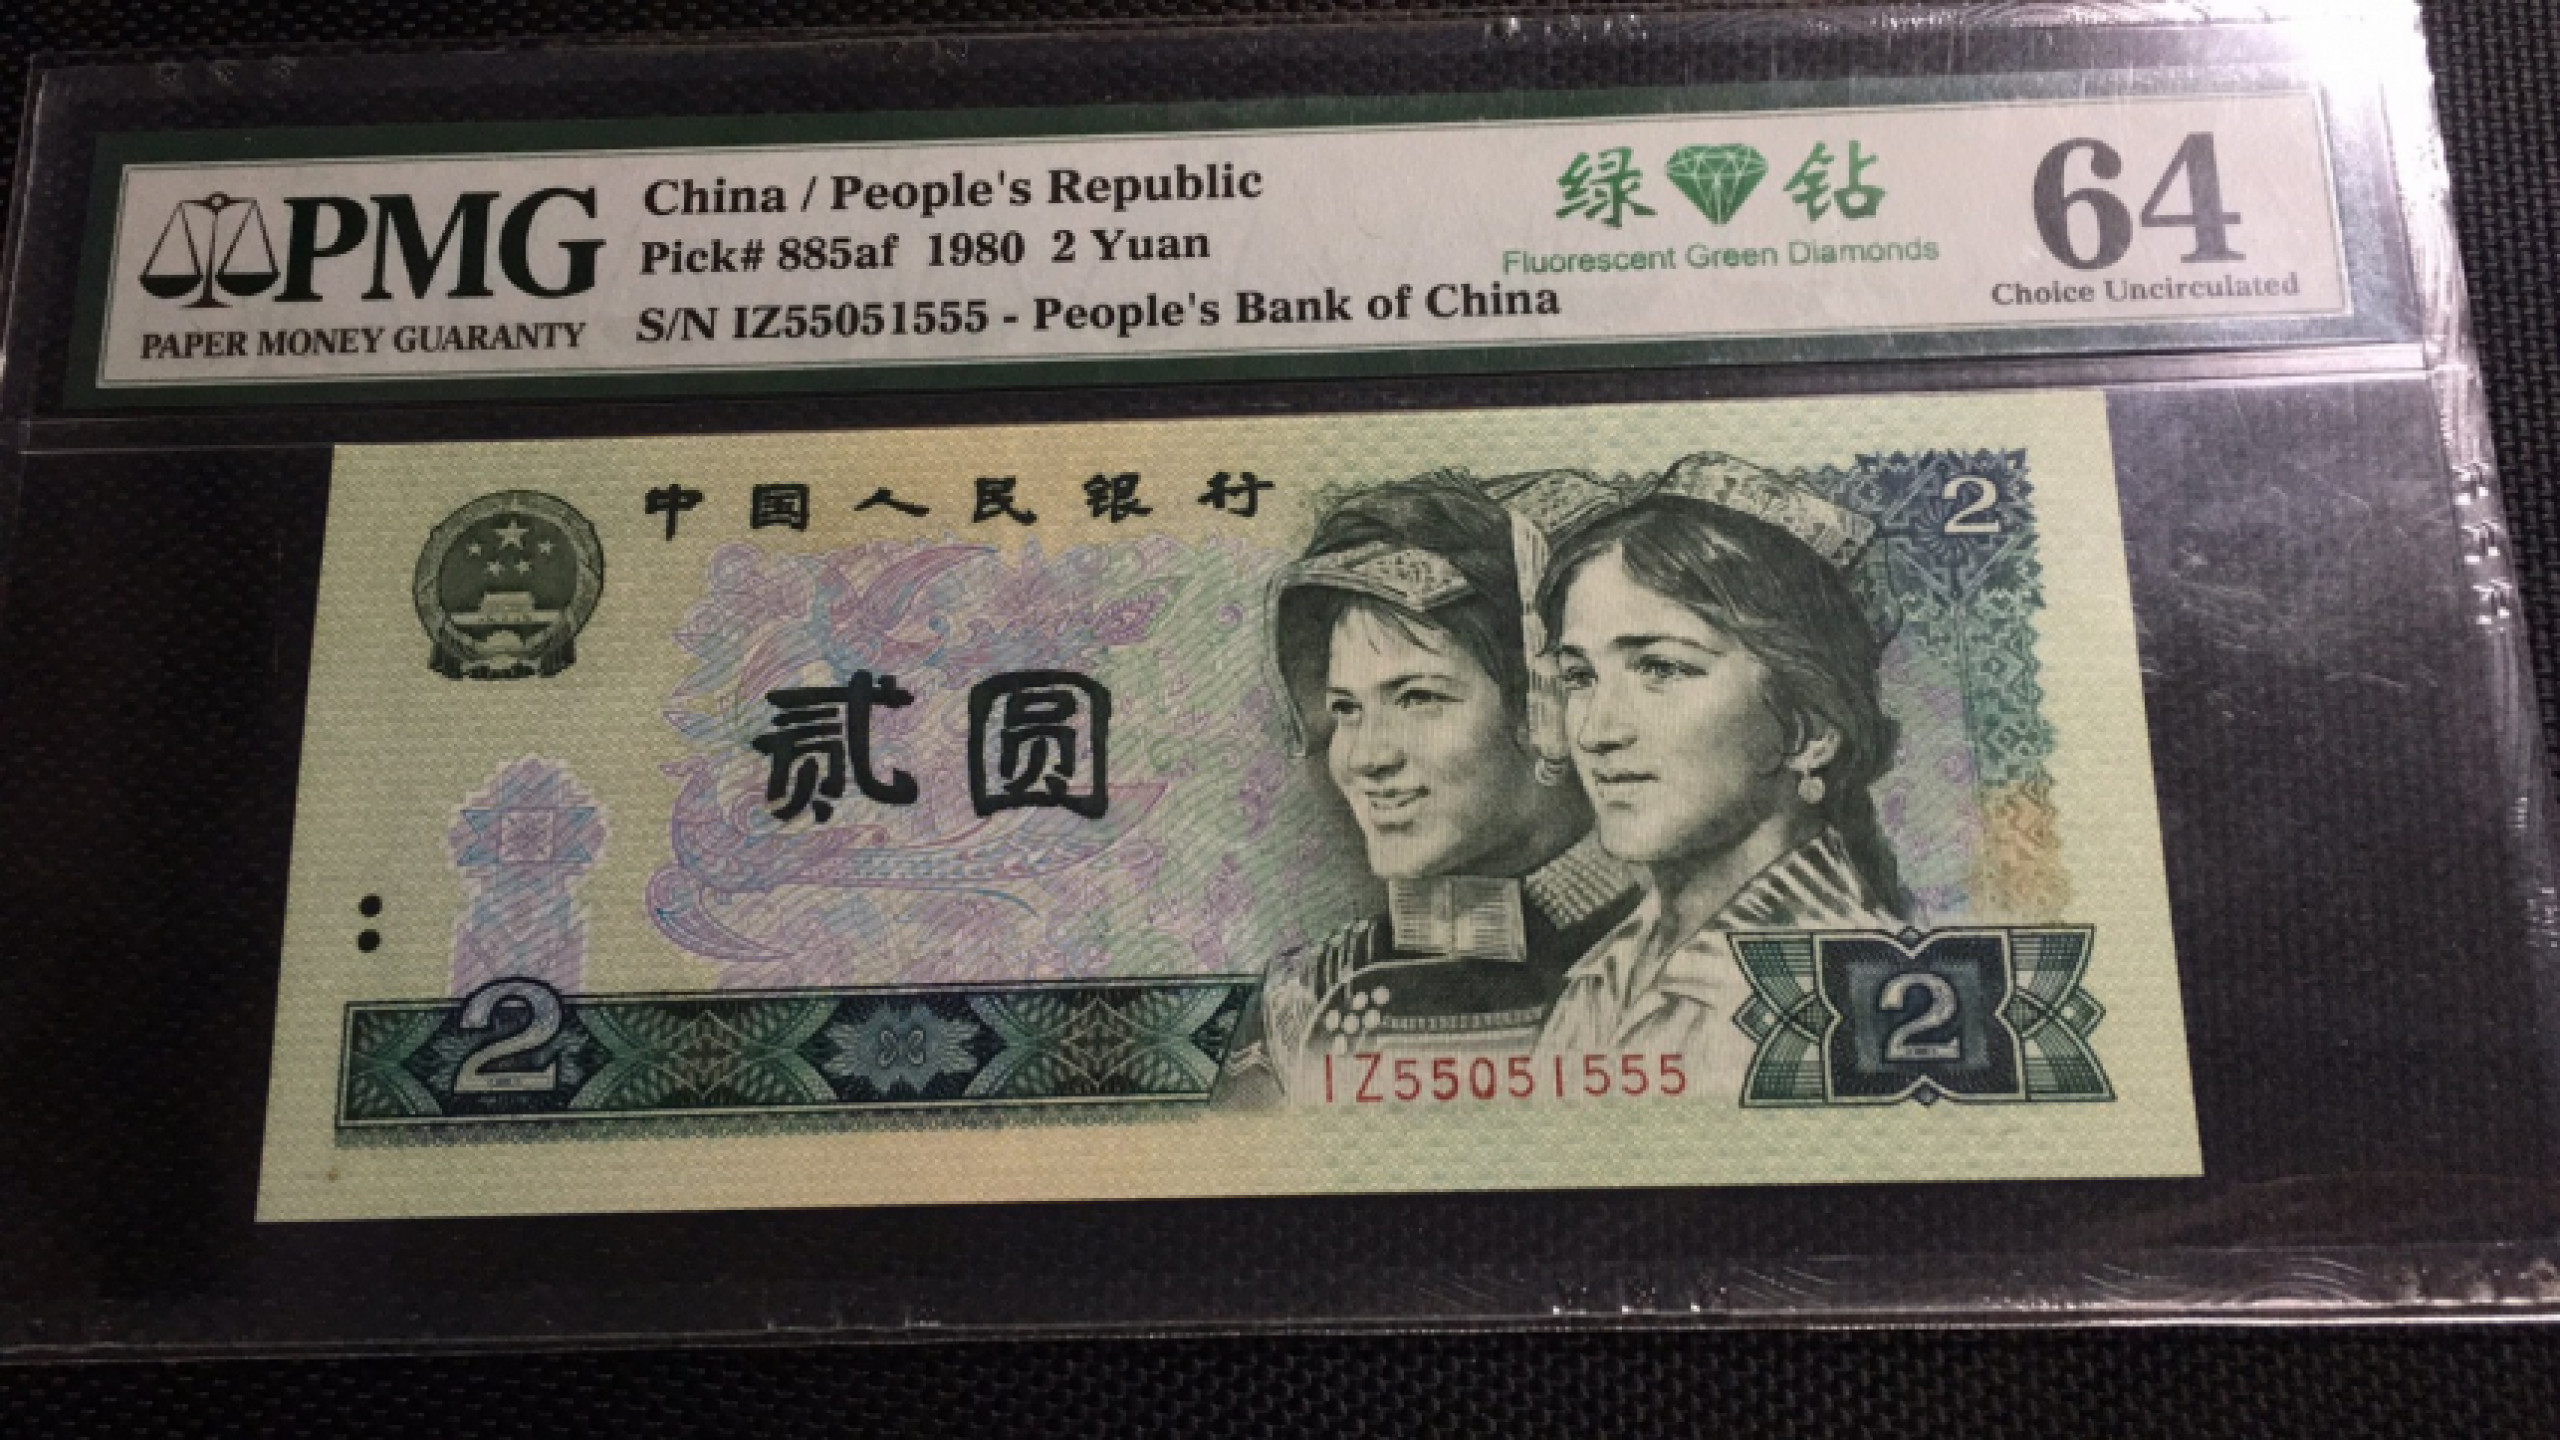 PMG
PAPER MONEY GUARANTY
China / People's Republic
Pick# 885af 1980 2 Yuan
S/N IZ55051555 - People's Bank of China
绿 钻
Fluorescent Green Diamonds
64
Choice Uncirculated
中国人民银行
2
贰圆
2
IZ55051555
2